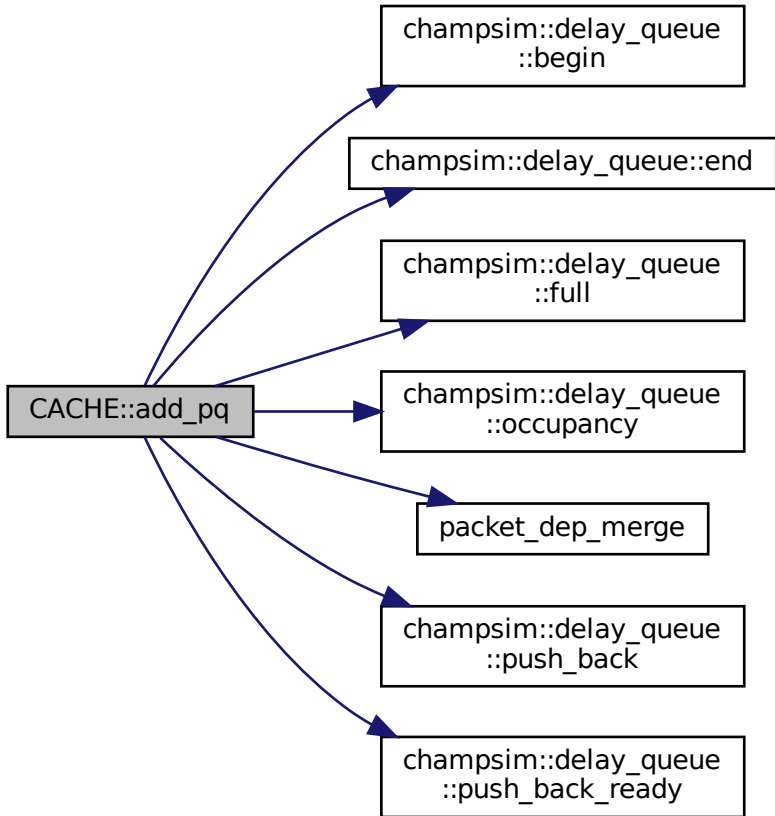 champsim::delay_queue
::begin
champsim::delay_queue::end
champsim::delay_queue
::full
CACHE::add_pq
champsim::delay_queue
::occupancy
packet_dep_merge
champsim::delay_queue
::push_back
champsim::delay_queue
::push_back_ready